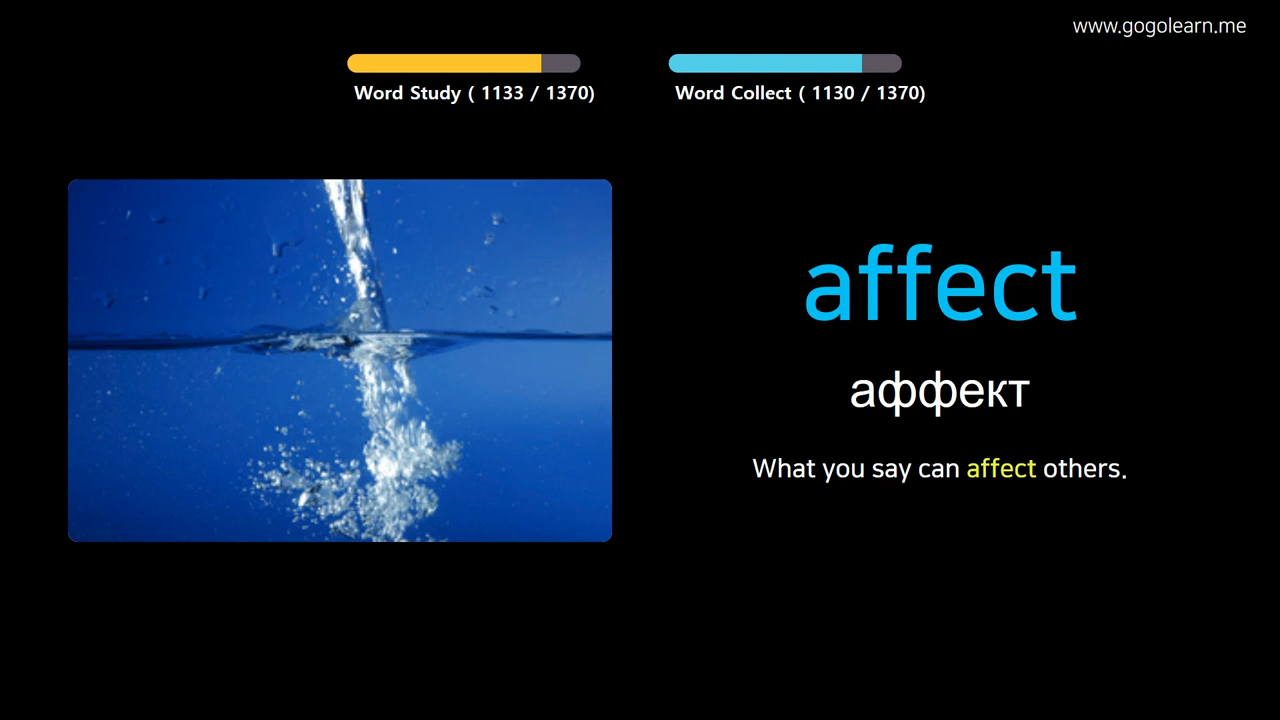 www.gogolearn.me
Word Study ( 1133 / 1370)
Word Collect ( 1130 / 1370)
affect
аффект
What you say can affect others.